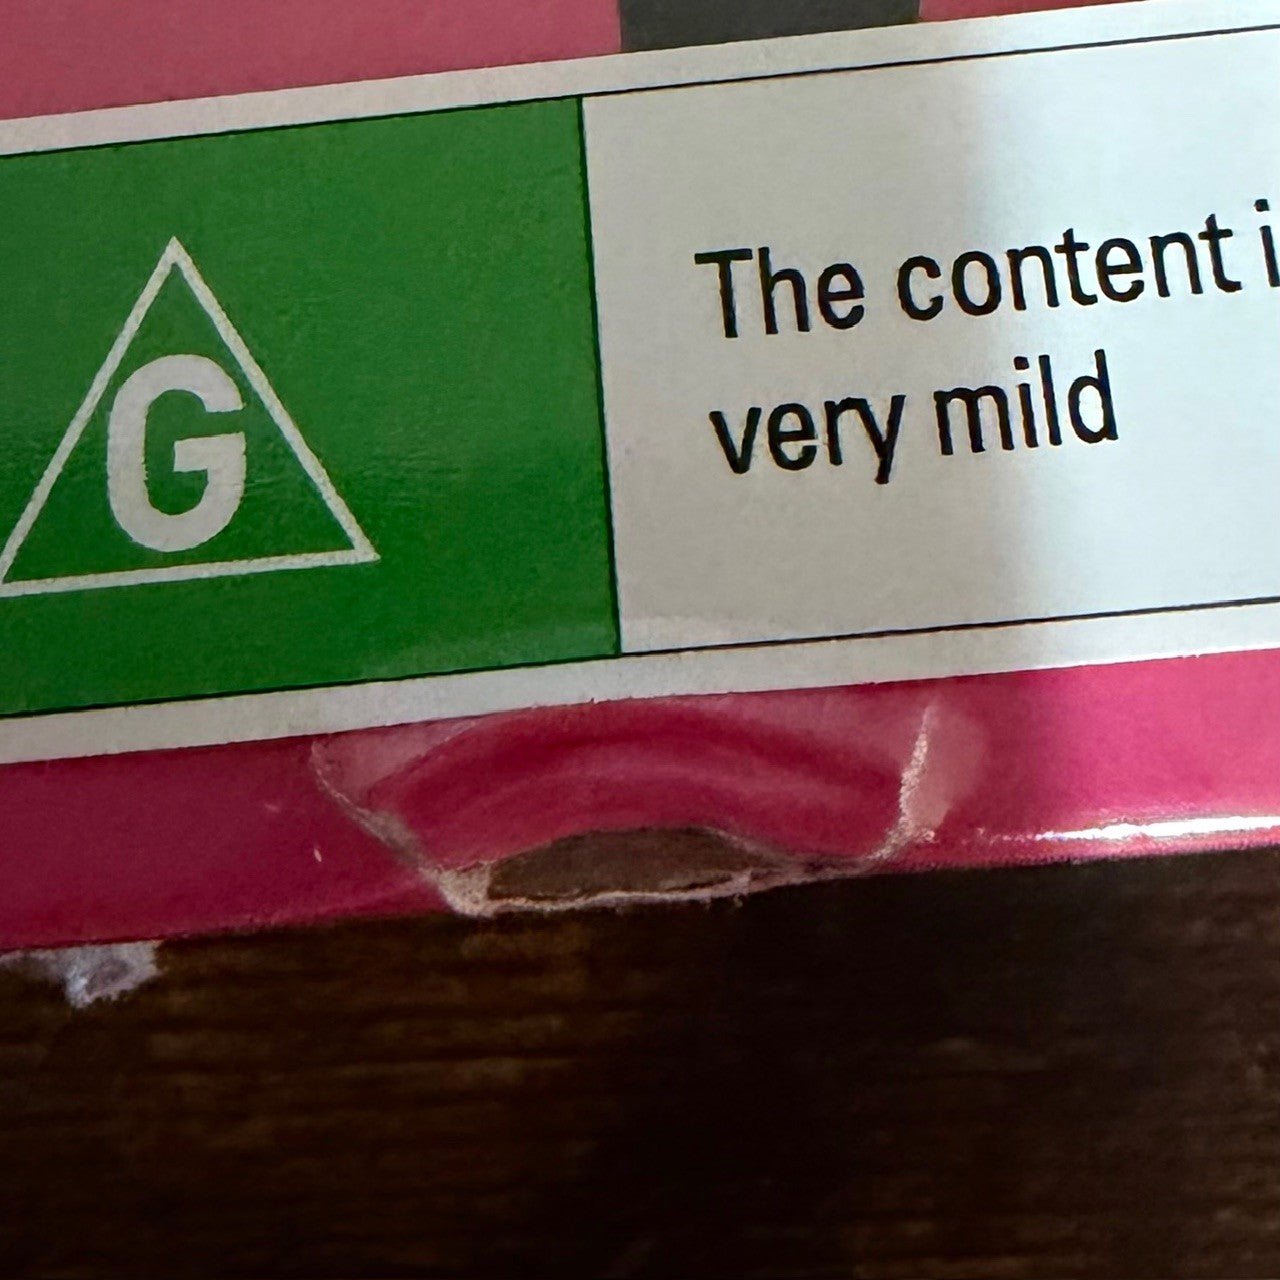 G
The content i
very mild